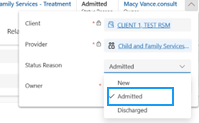 Family Services - Treatment Admitted Macy Vance.consult
Client * CLIENT 1, TEST RSM
Provider * Child and Family Services...
Rela
Status Reason Admitted
New
Owner * ✓ Admitted
Discharged